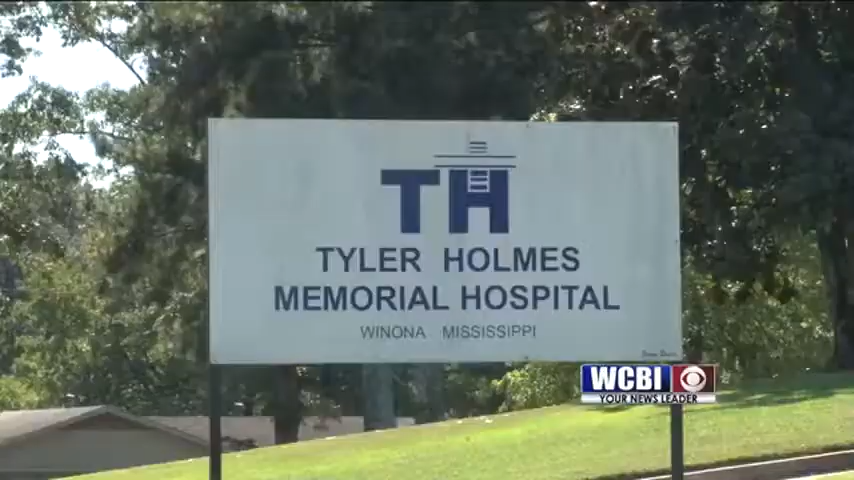 TH
TYLER HOLMES
MEMORIAL HOSPITAL
WINONA MISSISSIPPI
WCBI
YOUR NEWS LEADER